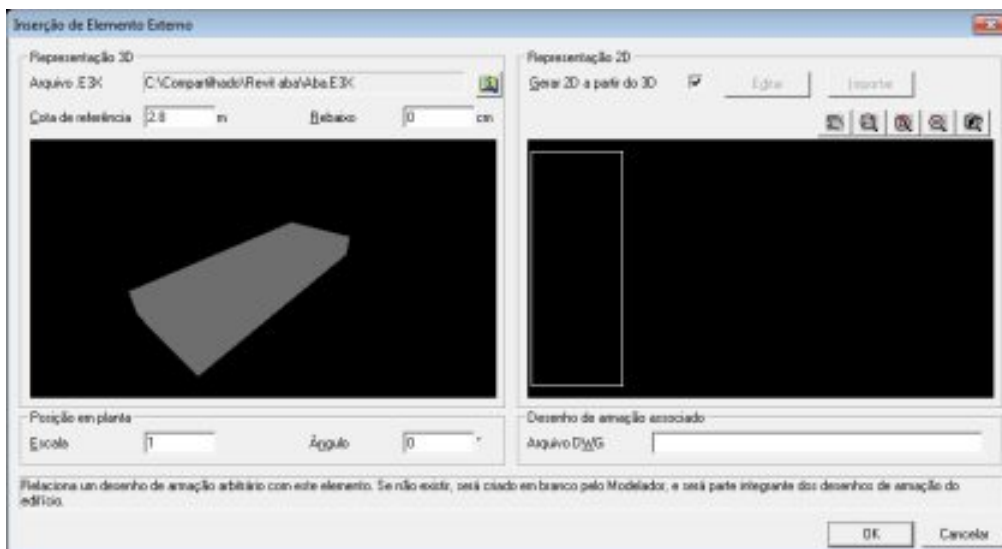 Inserção de Elemento Externo
Representação 3D
Arquivo .E3X C:\Compartilhado\Revit aba\Aba.E3X
Cota de referência 2.8 m Rebaixo 0 cm
Representação 2D
Gerar 2D a partir do 3D Editar Importar
Posição em planta
Escala 1 Ângulo 0 °
Desenho de armação associado
Arquivo DWG
Relaciona um desenho de armação arbitrário com este elemento. Se não existir, será criado em branco pelo Modelador, e será parte integrante dos desenhos de armação do
edifício.
OK Cancelar